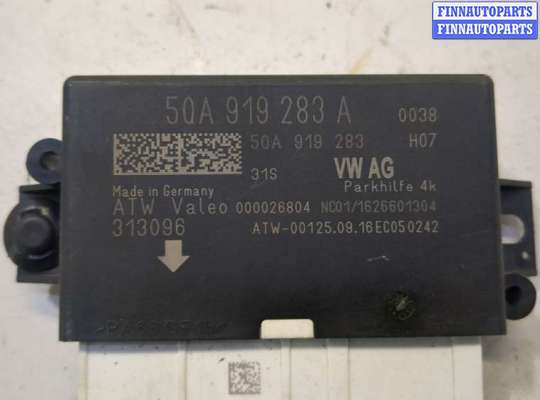 FINNAUTOPARTS
FINNAUTOPARTS
5QA 919 283 A 0038
5QA 919 283 H07
31S VW AG
Made in Germany Parkhilfe 4k
ATW Valeo 000026804 NC01/1626601304
313096 ATW-00125.09.16EC050242